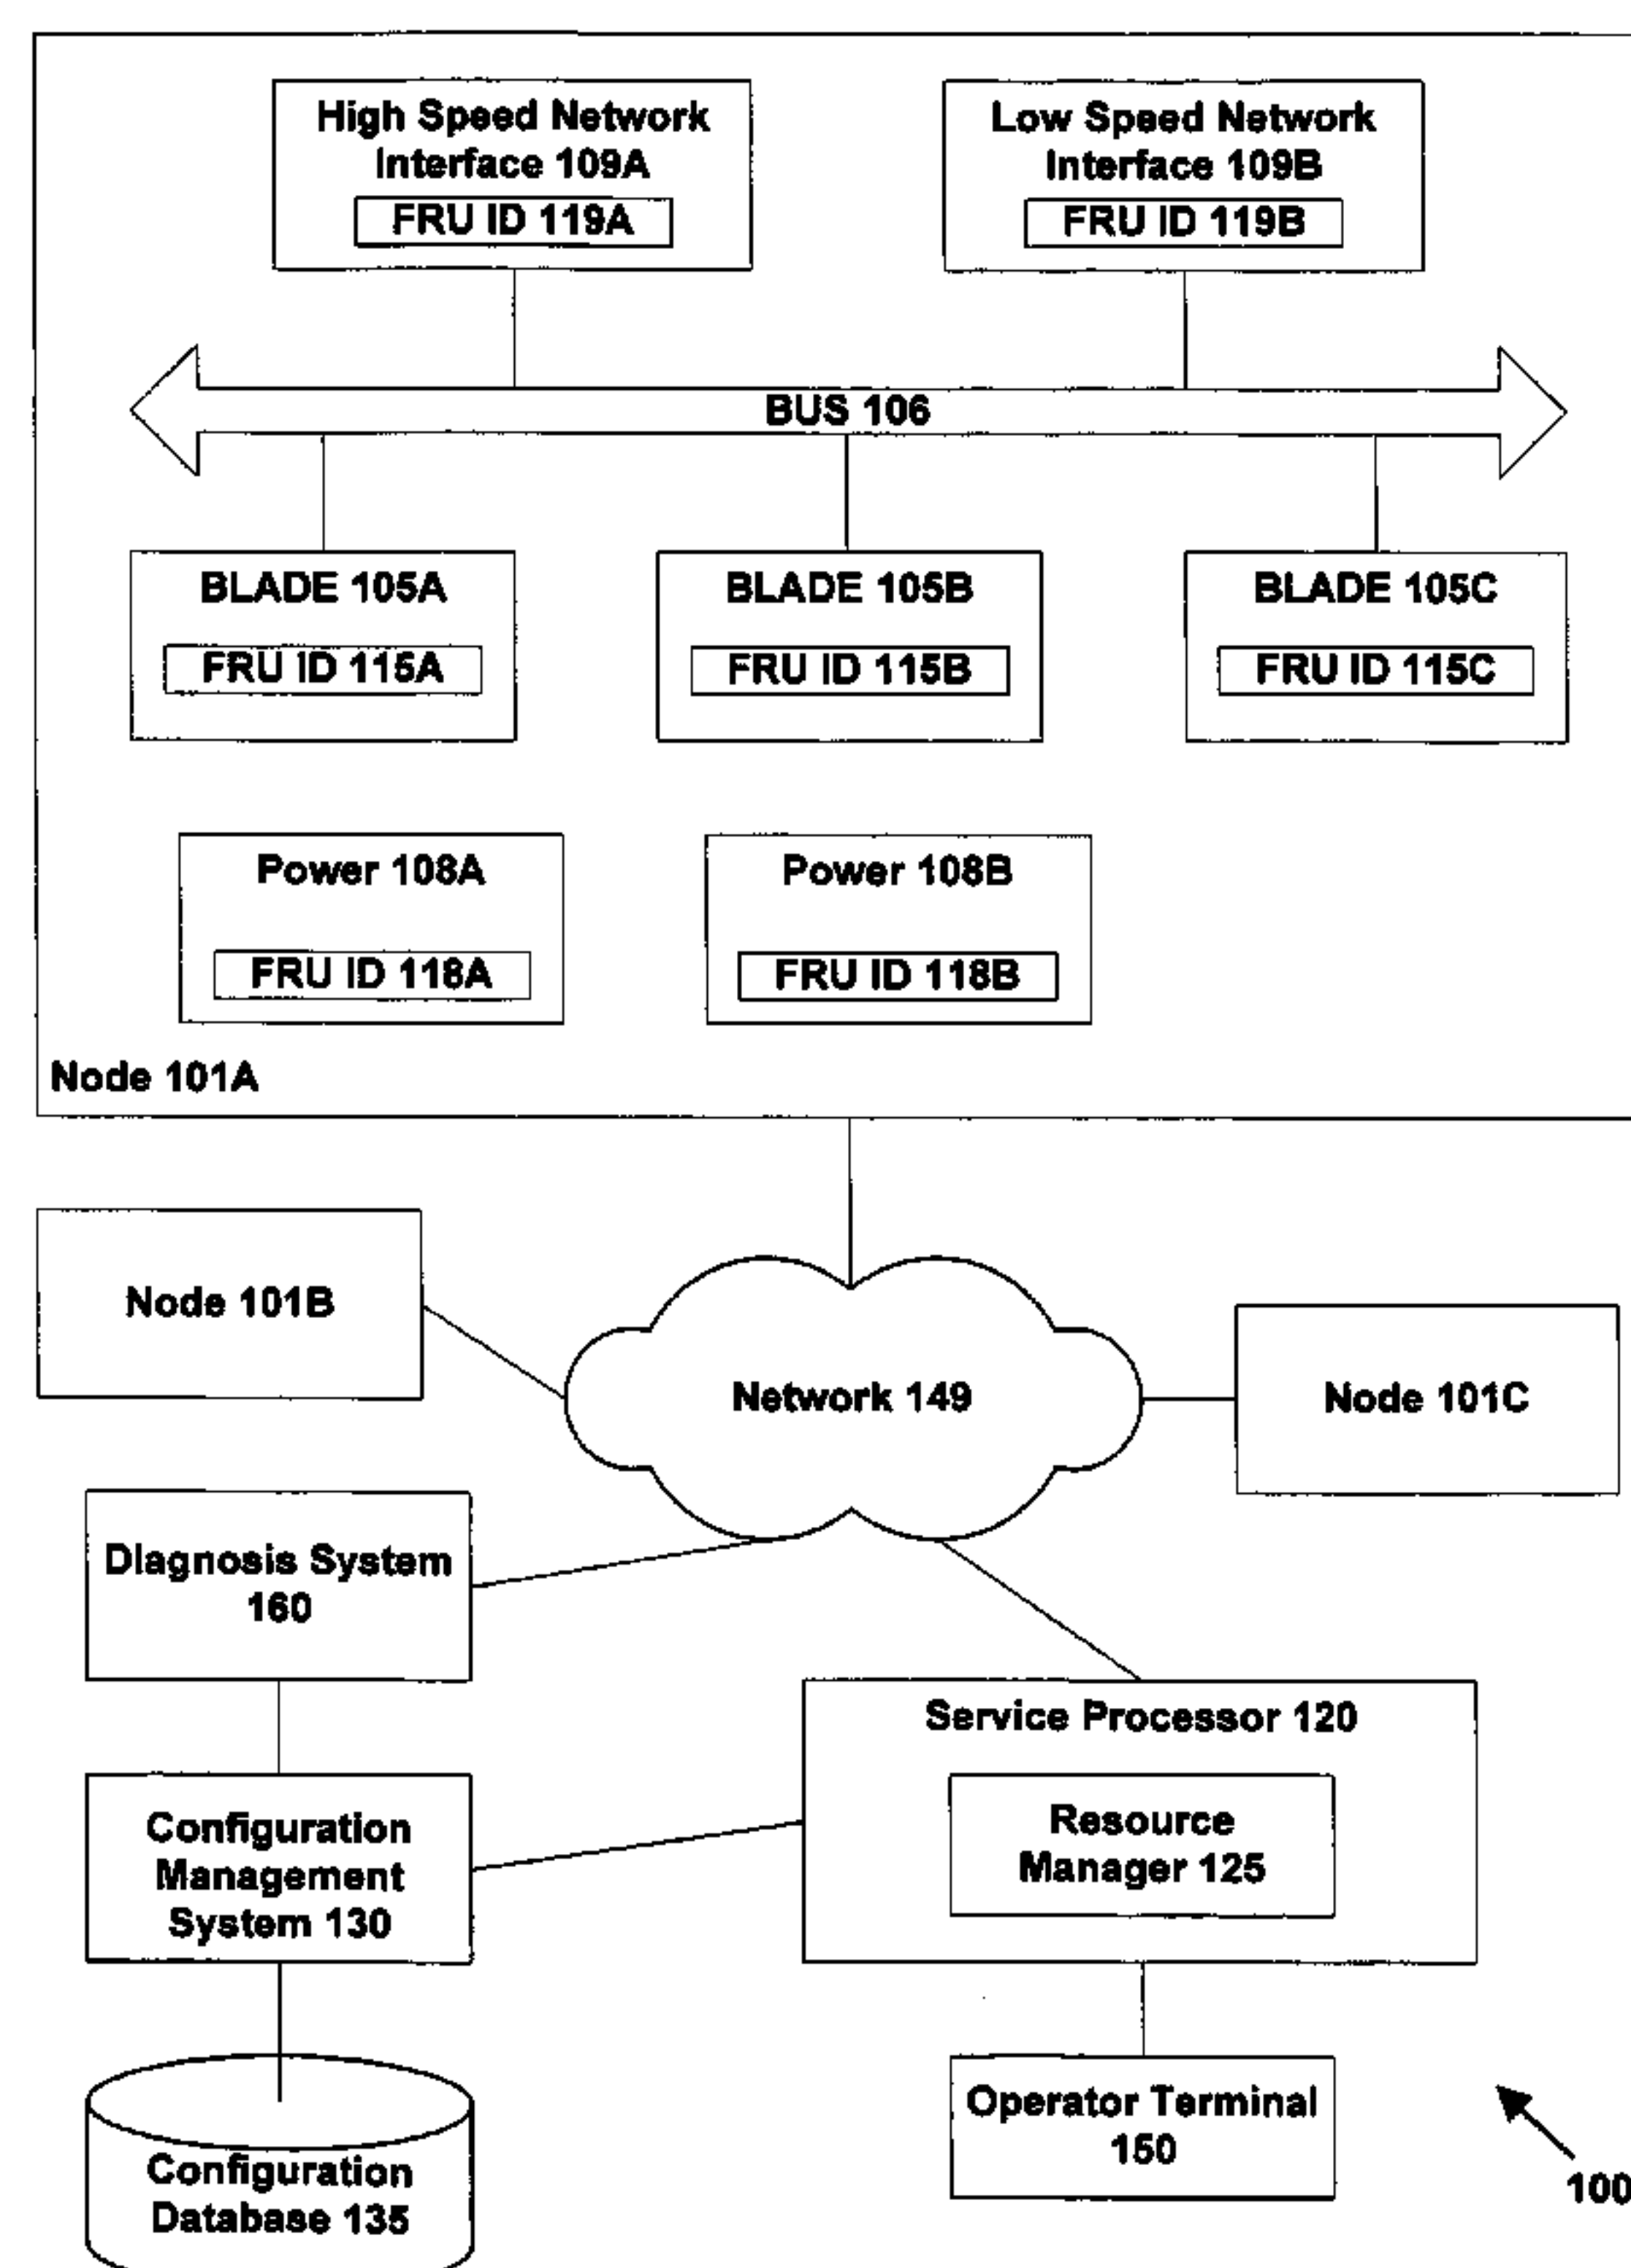 High Speed Network
Interface 109A
FRU ID 119A
Low Speed Network
Interface 109B
FRU ID 119B
BUS 106
BLADE 105A
FRU ID 115A
BLADE 105B
FRU ID 115B
BLADE 105C
FRU ID 115C
Power 108A
FRU ID 118A
Power 108B
FRU ID 118B
Node 101A
Node 101B
Network 149
Node 101C
Diagnosis System
160
Service Processor 120
Resource
Manager 125
Configuration
Management
System 130
Operator Terminal
150
Configuration
Database 135
100